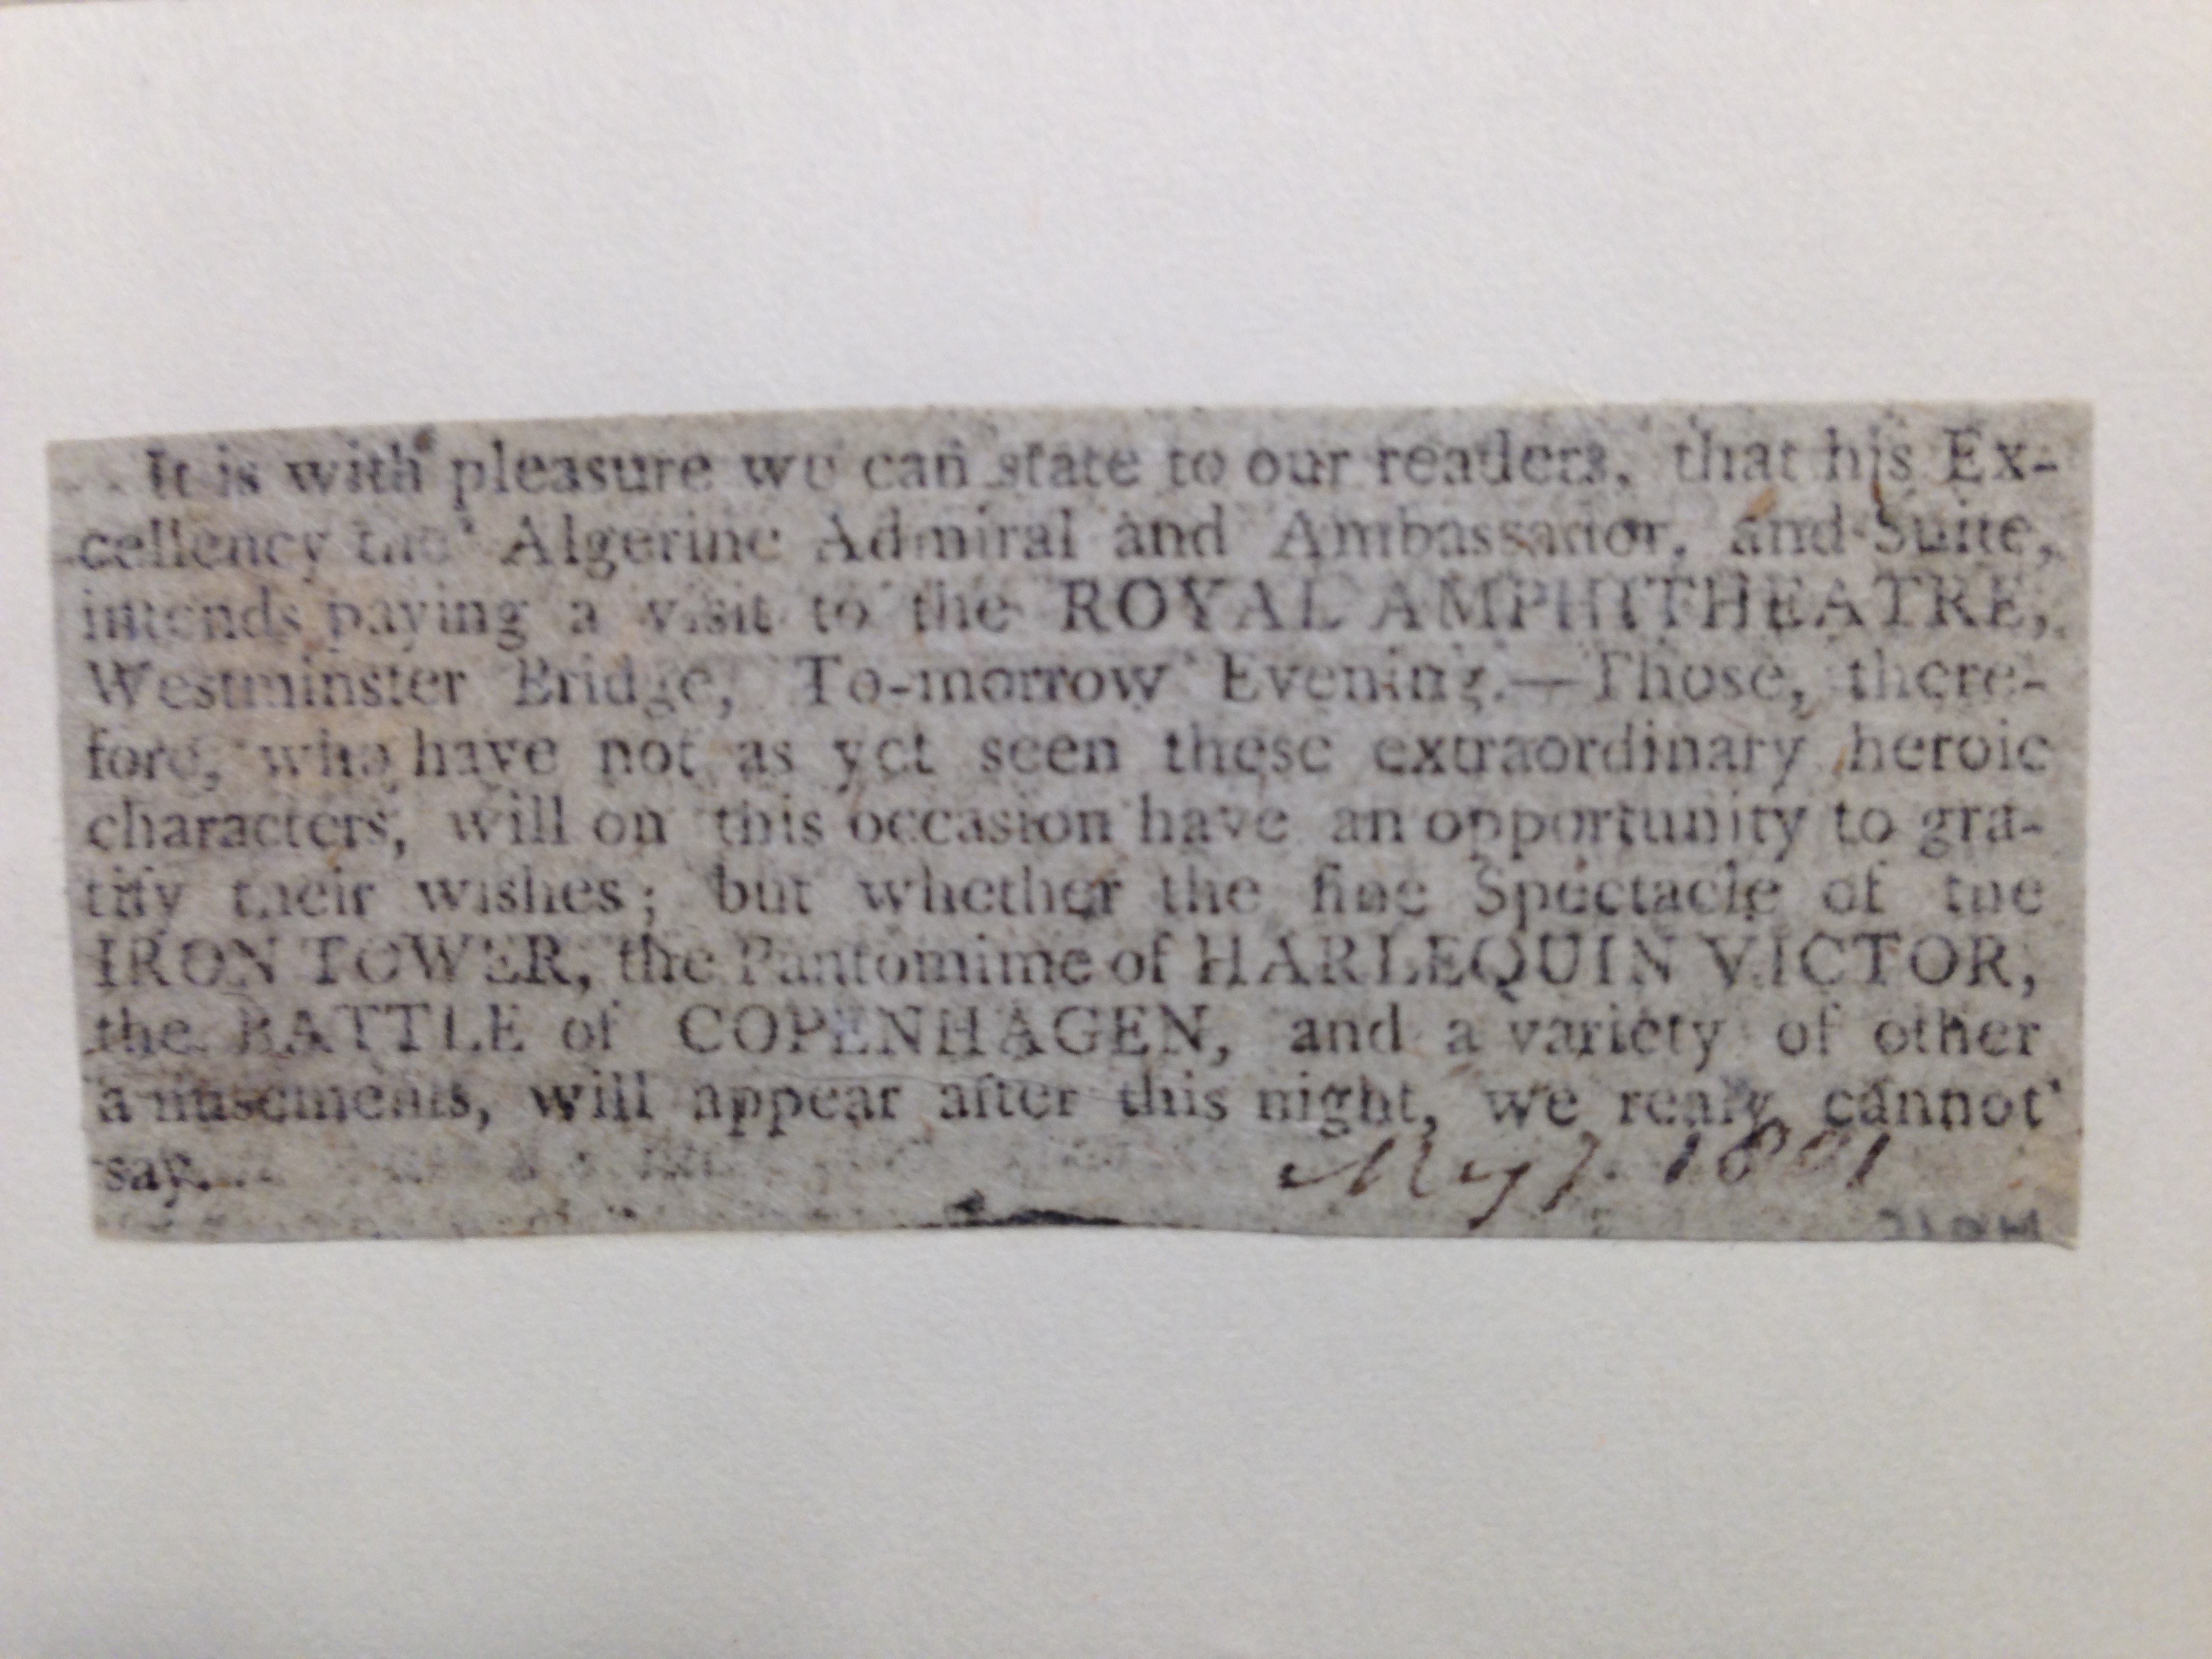 It is with pleasure we can state to our readers, that his Ex-
cellency the Algerine Admiral and Ambassador, and Suite,
intends paying a visit to the ROYAL AMPHITHEATRE,
Westminster Bridge, To-morrow Evening.—Those, there-
fore, who have not as yet seen these extraordinary heroic
characters, will on this occasion have an opportunity to gra-
tify their wishes; but whether the fine Spectacle of the
IRON TOWER, the Pantomime of HARLEQUIN VICTOR,
the BATTLE of COPENHAGEN, and a variety of other
amusements, will appear after this night, we realy cannot
say.
May 7. 1801